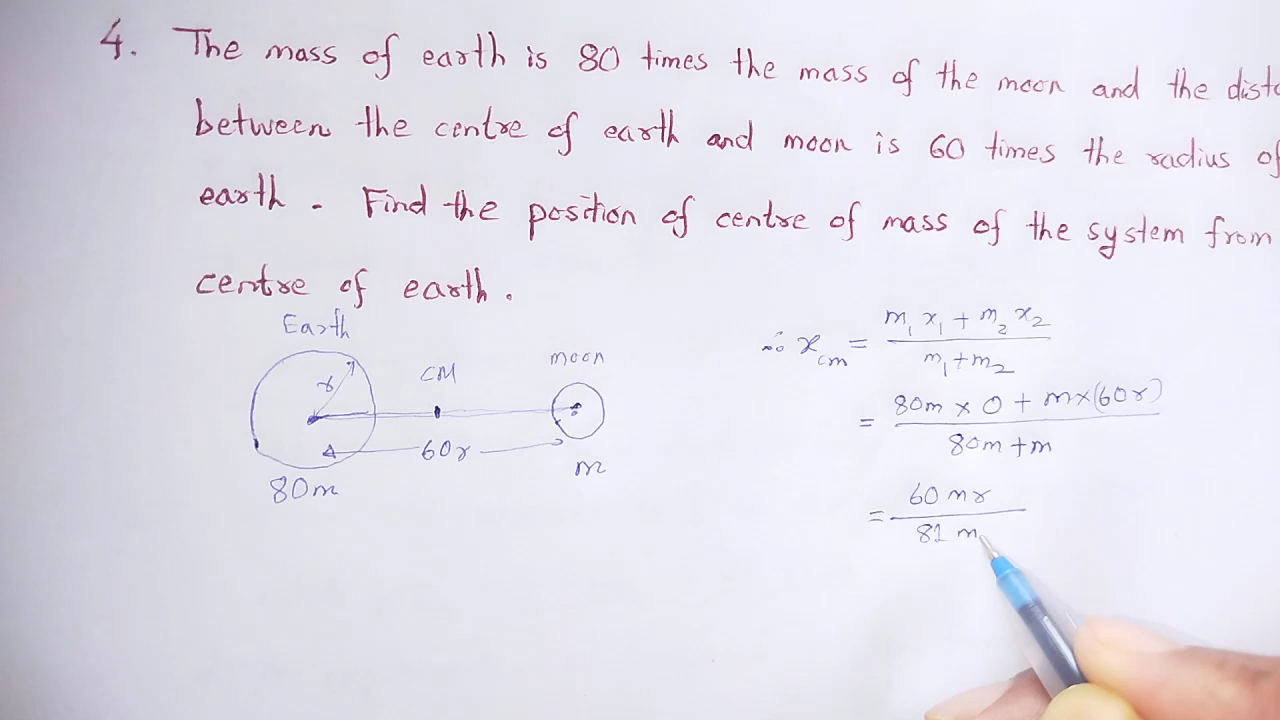 4. The mass of earth is 80 times the mass of the moon and the
between the centre of earth and moon is 60 times the radius of
earth. Find the position of centre of mass of the system from
centre of earth.
Earth
r
CM
moon
60r
80m
m
∴ x_cm = (m₁x₁ + m₂x₂) / (m₁ + m₂)
= (80m × 0 + m×(60r)) / (80m + m)
= 60mr / 81m